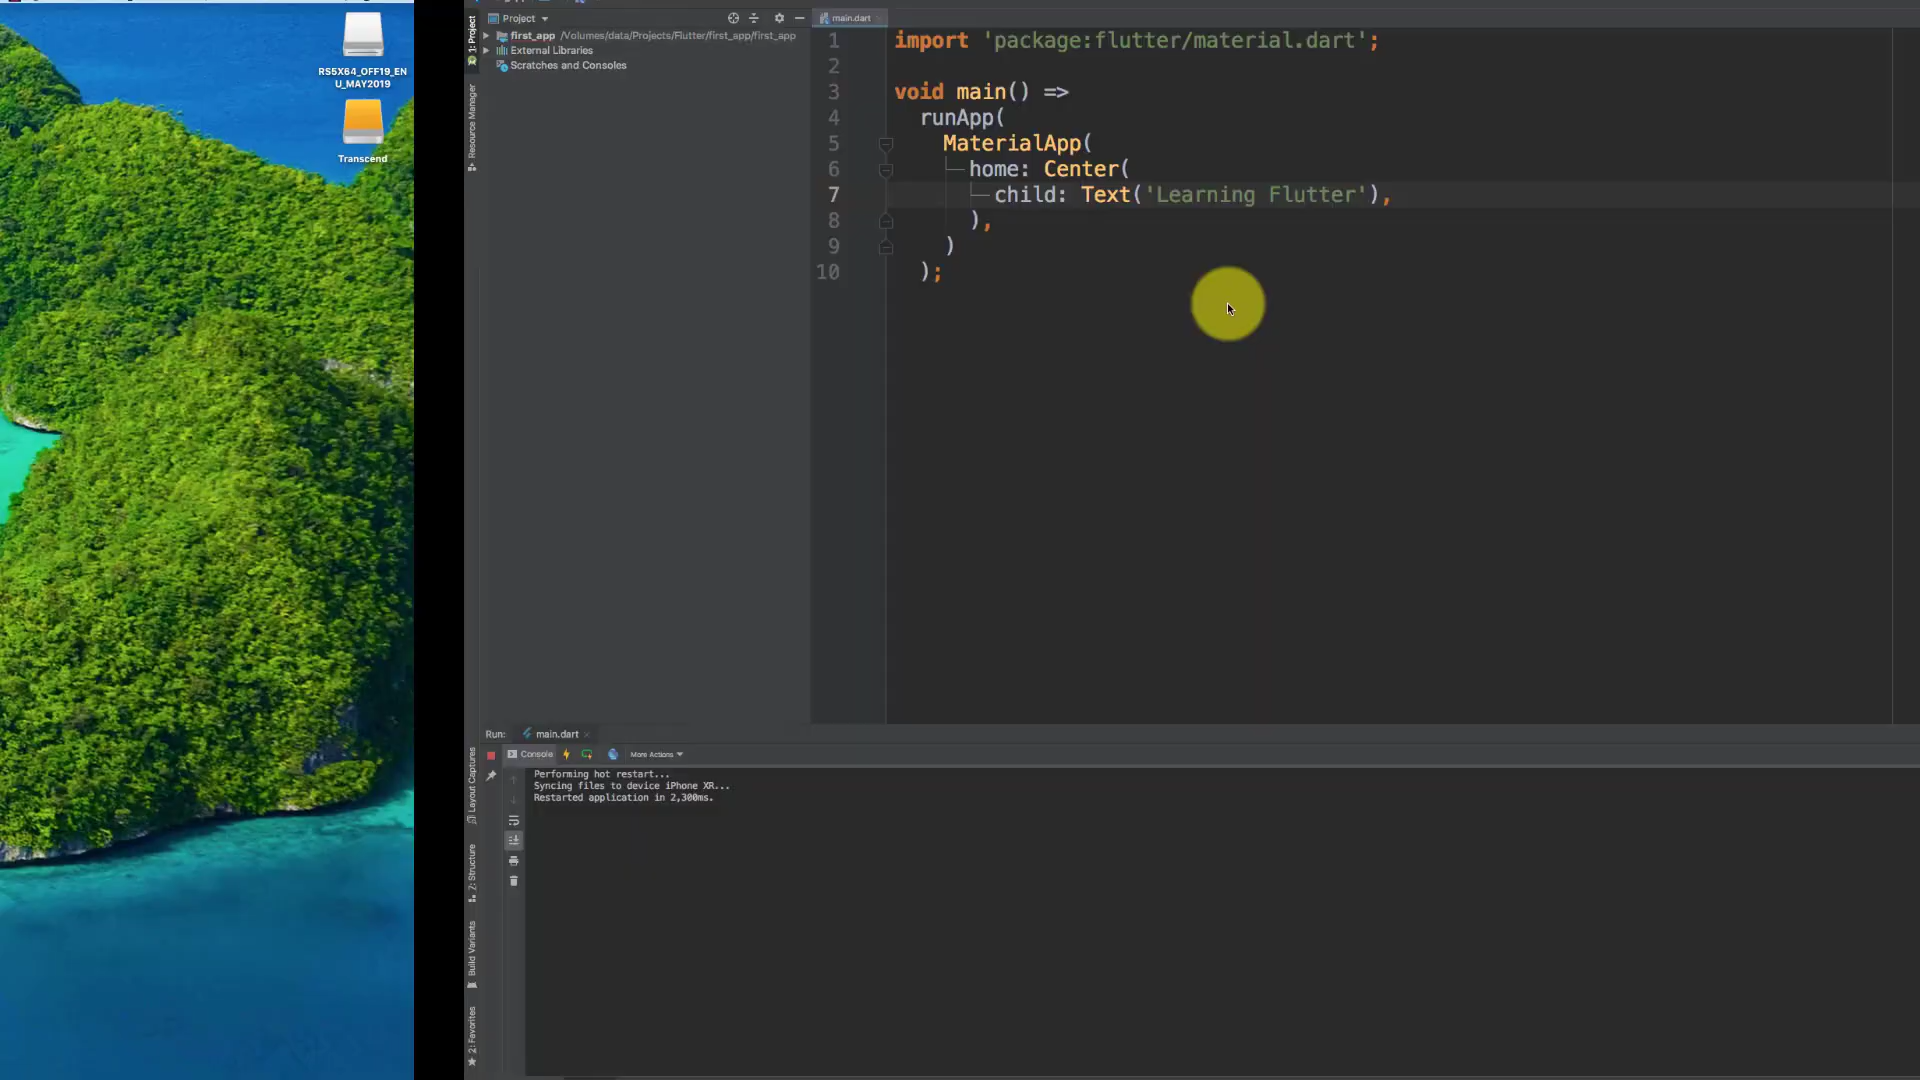 RS5X64_OFF19_EN
U_MAY2019
Transcend
1: Project
Resource Manager
Layout Captures
7: Structure
Build Variants
2: Favorites
Project
first_app /Volumes/data/Projects/Flutter/first_app/first_app
External Libraries
Scratches and Consoles
main.dart
1 import 'package:flutter/material.dart';
2
3 void main() =>
4 runApp(
5 MaterialApp(
6 home: Center(
7 child: Text('Learning Flutter'),
8 ),
9 )
10 );
Run: main.dart
Console More Actions
Performing hot restart...
Syncing files to device iPhone XR...
Restarted application in 2,300ms.